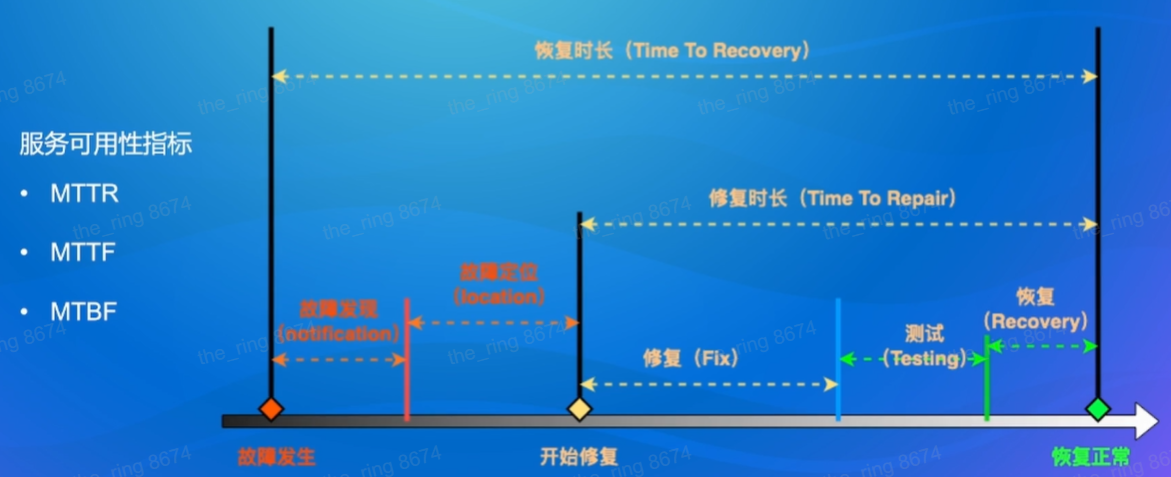 恢复时长（Time To Recovery）
服务可用性指标
• MTTR
• MTTF
• MTBF
修复时长（Time To Repair）
故障定位
（location）
故障发现
（notification）
恢复
（Recovery）
测试
（Testing）
修复（Fix）
故障发生
开始修复
恢复正常
the_ring 8674